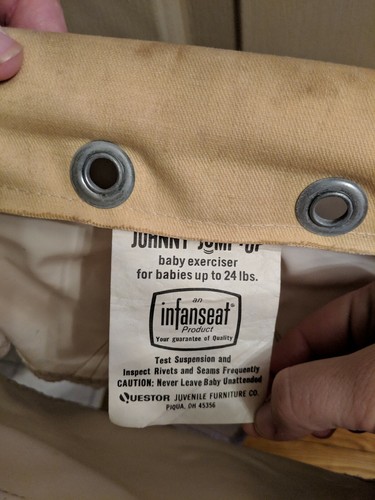 JOHNNY JUMP-UP
baby exerciser
for babies up to 24 lbs.
an
infanseat®
Product
Your guarantee of Quality
Test Suspension and
Inspect Rivets and Seams Frequently
CAUTION: Never Leave Baby Unattended
QUESTOR JUVENILE FURNITURE CO.
PIQUA, OH 45356